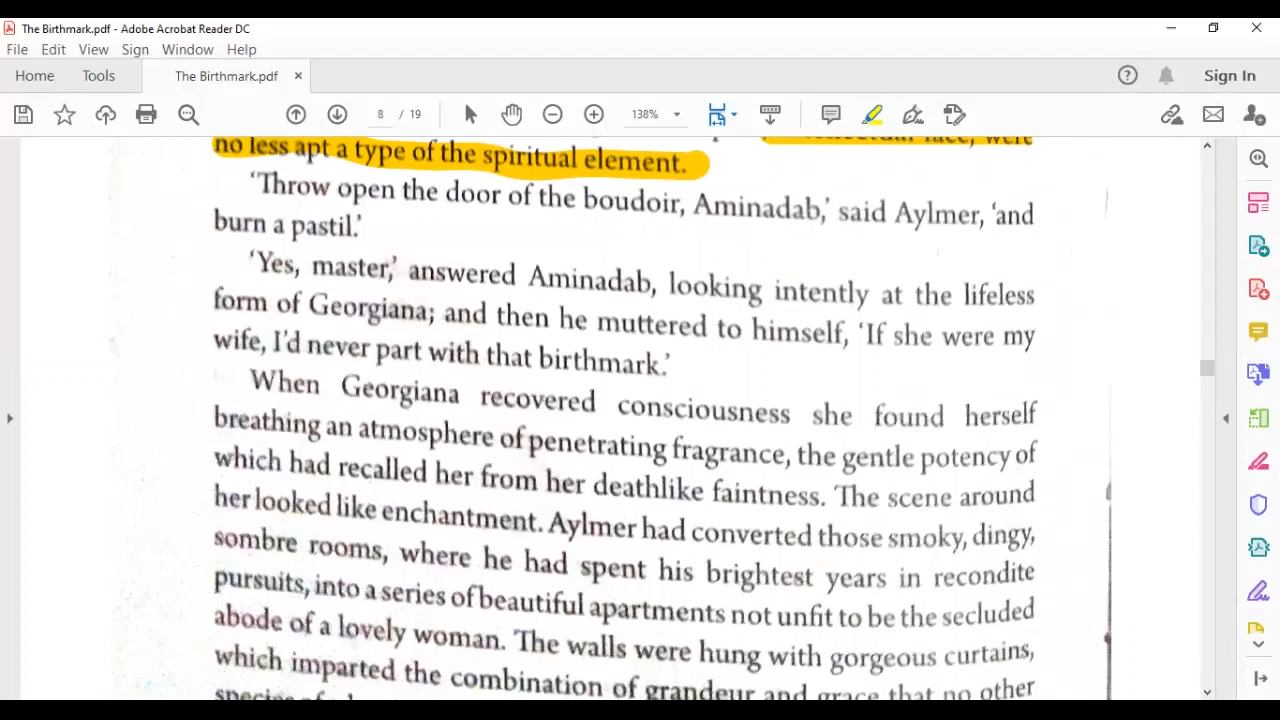 The Birthmark.pdf - Adobe Acrobat Reader DC
File Edit View Sign Window Help
Home Tools The Birthmark.pdf × Sign In
8 / 19 138%
face, were
no less apt a type of the spiritual element.
‘Throw open the door of the boudoir, Aminadab,’ said Aylmer, ‘and
burn a pastil.’
‘Yes, master,’ answered Aminadab, looking intently at the lifeless
form of Georgiana; and then he muttered to himself, ‘If she were my
wife, I’d never part with that birthmark.’
When Georgiana recovered consciousness she found herself
breathing an atmosphere of penetrating fragrance, the gentle potency of
which had recalled her from her deathlike faintness. The scene around
her looked like enchantment. Aylmer had converted those smoky, dingy,
sombre rooms, where he had spent his brightest years in recondite
pursuits, into a series of beautiful apartments not unfit to be the secluded
abode of a lovely woman. The walls were hung with gorgeous curtains,
which imparted the combination of grandeur and grace that no other